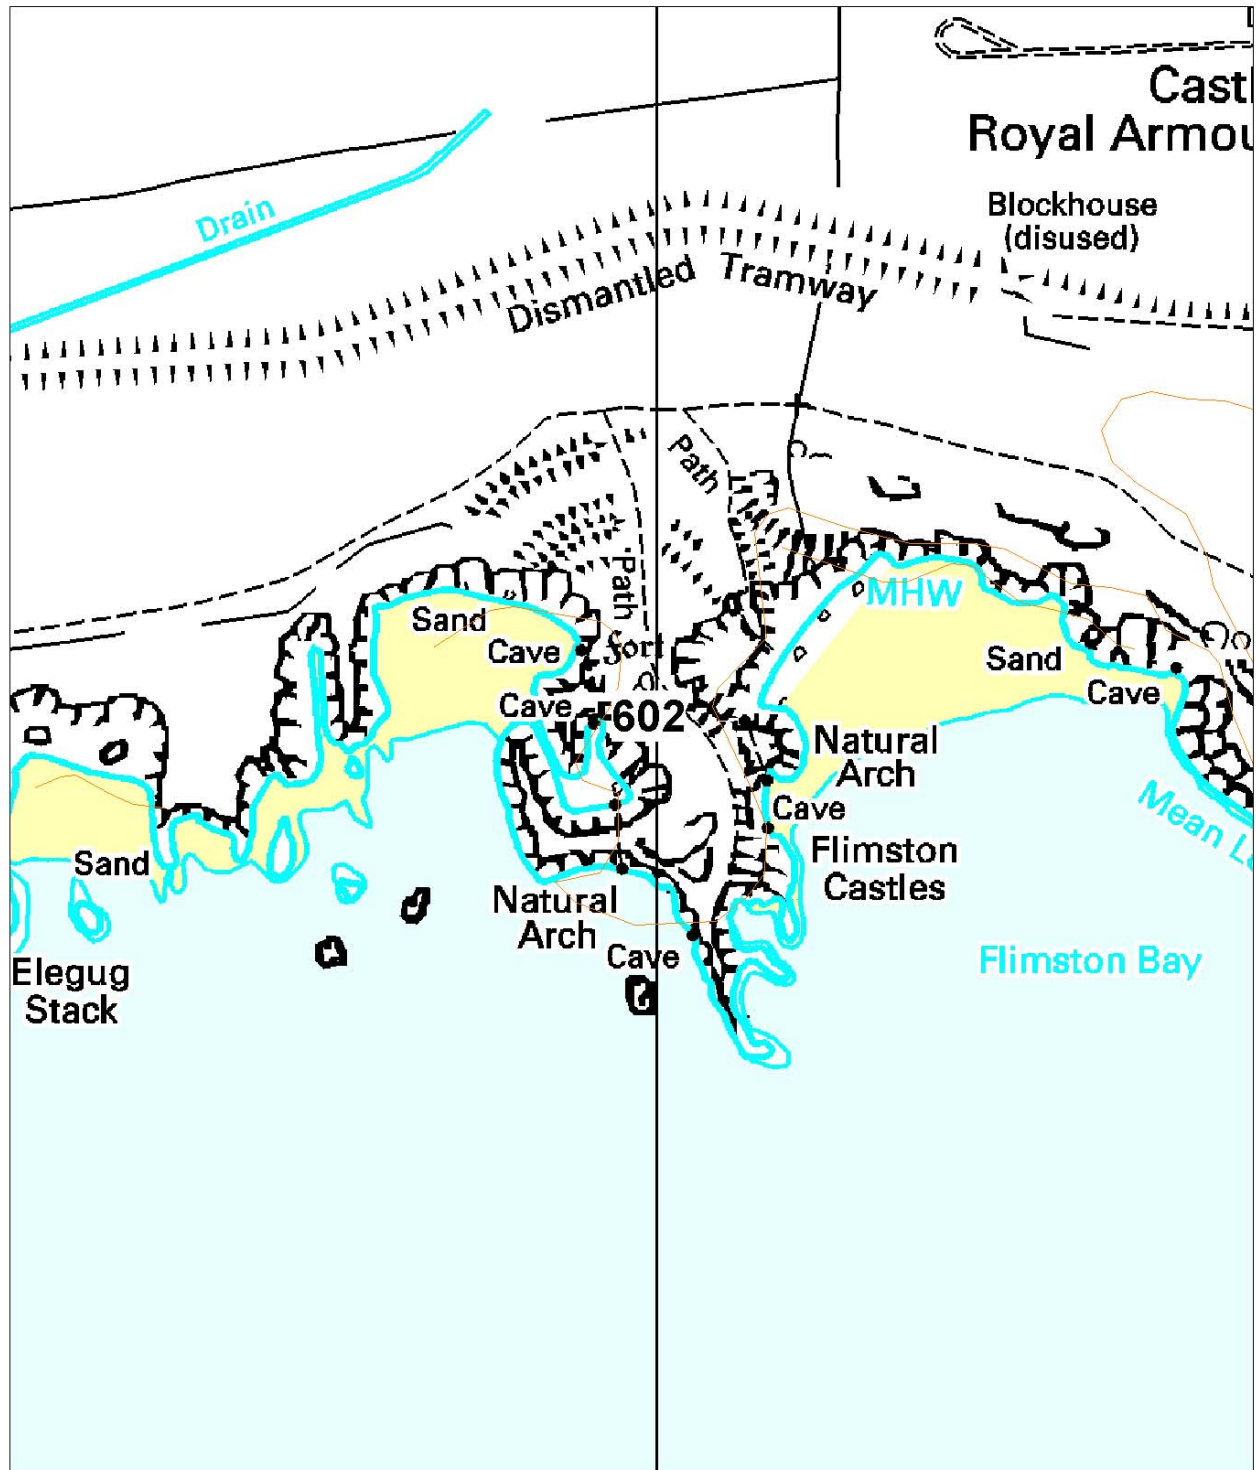 Castl
Royal Armou
Blockhouse
(disused)
Drain
Dismantled Tramway
Path
Path
Sand
Cave
fort
MHW
Sand
Cave
Cave
602
Natural
Arch
Cave
Mean L
Sand
Flimston
Castles
Natural
Arch
Cave
Flimston Bay
Elegug
Stack